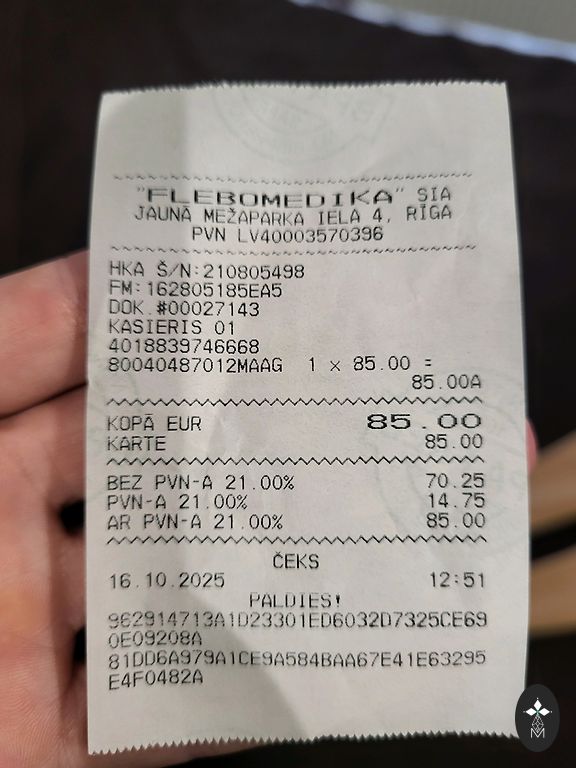 "FLEBOMEDIKA" SIA
JAUNĀ MEŽAPARKA IELA 4, RĪGA
PVN LV40003570396
HKA Š/N:210805498
FM:162805185EA5
DOK.#00027143
KASIERIS 01
4018839746668
80040487012MAAG 1 x 85.00 =
85.00A
KOPĀ EUR 85.00
KARTE 85.00
BEZ PVN-A 21.00% 70.25
PVN-A 21.00% 14.75
AR PVN-A 21.00% 85.00
ČEKS
16.10.2025 12:51
PALDIES!
962914713A1D23301ED6032D7325CE69
0E09208A
81DD6A979A1CE9A584BAA67E41E63295
E4F0482A